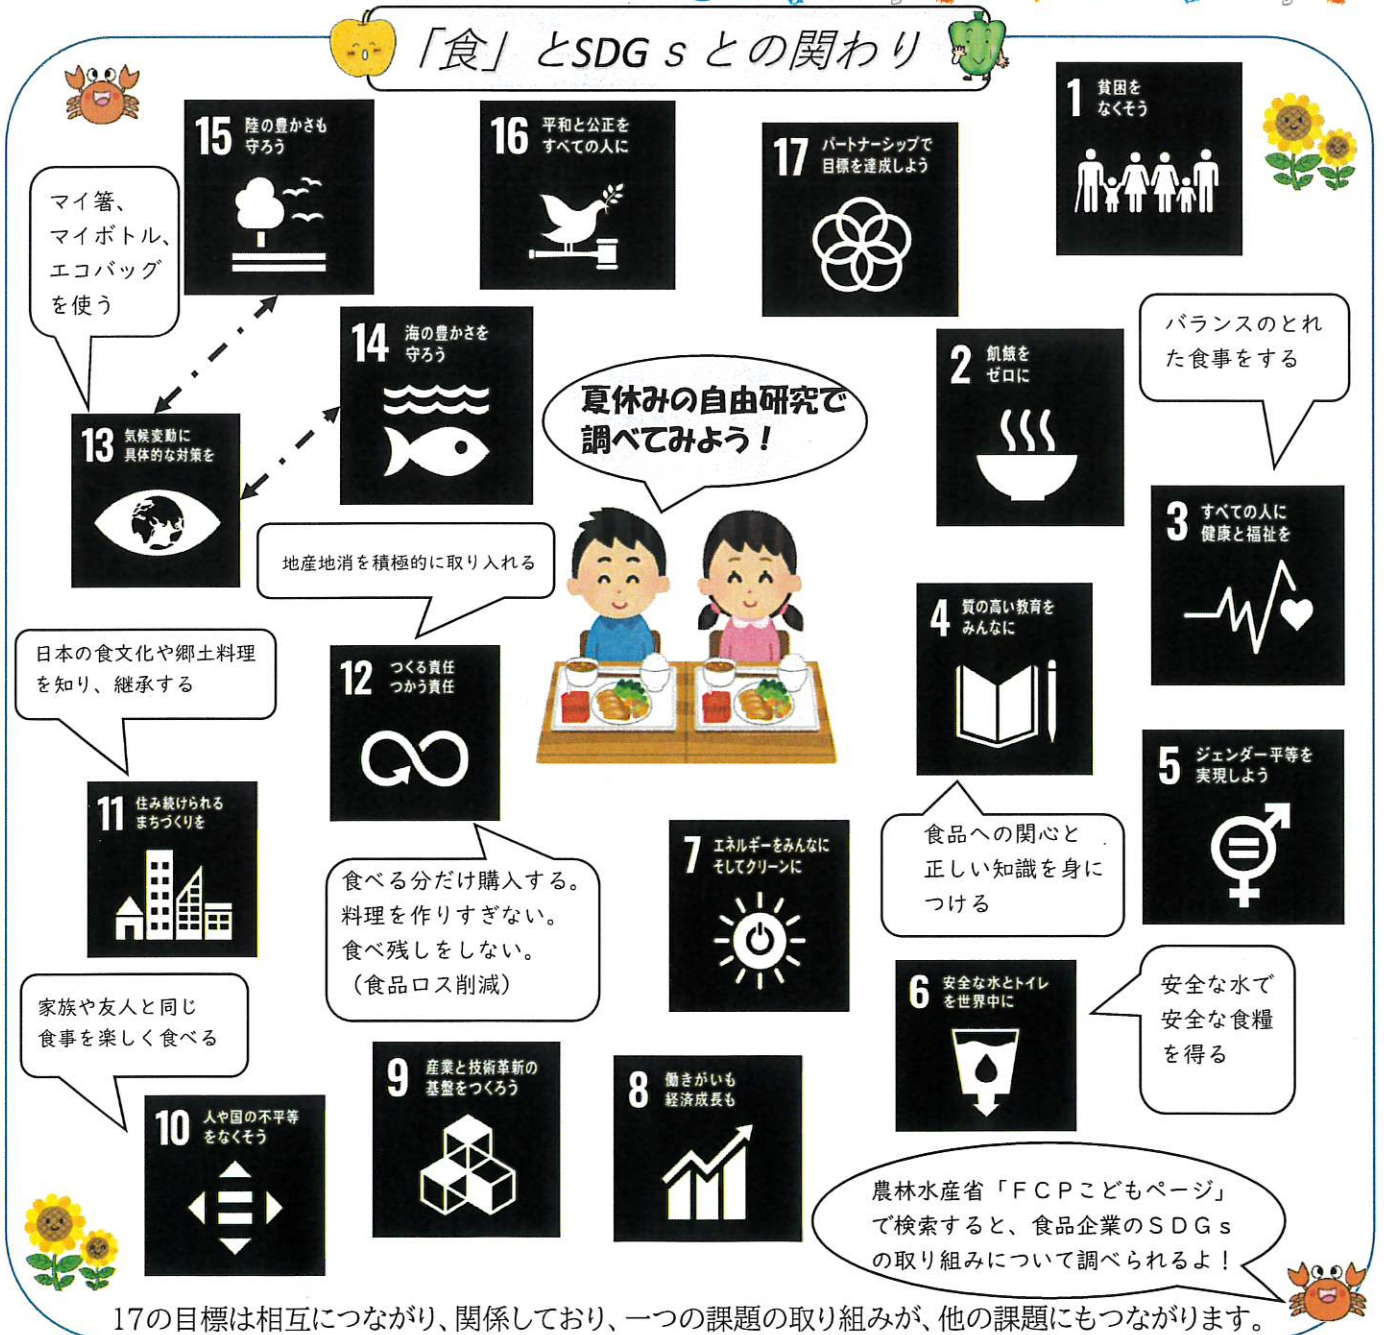 「食」とSDGｓとの関わり
15 陸の豊かさも
守ろう
16 平和と公正を
すべての人に
17 パートナーシップで
目標を達成しよう
1 貧困を
なくそう
マイ箸、
マイボトル、
エコバッグ
を使う
14 海の豊かさを
守ろう
2 飢餓を
ゼロに
バランスのとれ
た食事をする
夏休みの自由研究で
調べてみよう！
13 気候変動に
具体的な対策を
3 すべての人に
健康と福祉を
地産地消を積極的に取り入れる
4 質の高い教育を
みんなに
日本の食文化や郷土料理
を知り、継承する
12 つくる責任
つかう責任
5 ジェンダー平等を
実現しよう
11 住み続けられる
まちづくりを
7 エネルギーをみんなに
そしてクリーンに
食品への関心と
正しい知識を身に
つける
食べる分だけ購入する。
料理を作りすぎない。
食べ残しをしない。
（食品ロス削減）
6 安全な水とトイレ
を世界中に
安全な水で
安全な食糧
を得る
家族や友人と同じ
食事を楽しく食べる
9 産業と技術革新の
基盤をつくろう
8 働きがいも
経済成長も
10 人や国の不平等
をなくそう
農林水産省「ＦＣＰこどもページ」
で検索すると、食品企業のＳＤＧｓ
の取り組みについて調べられるよ！
17の目標は相互につながり、関係しており、一つの課題の取り組みが、他の課題にもつながります。